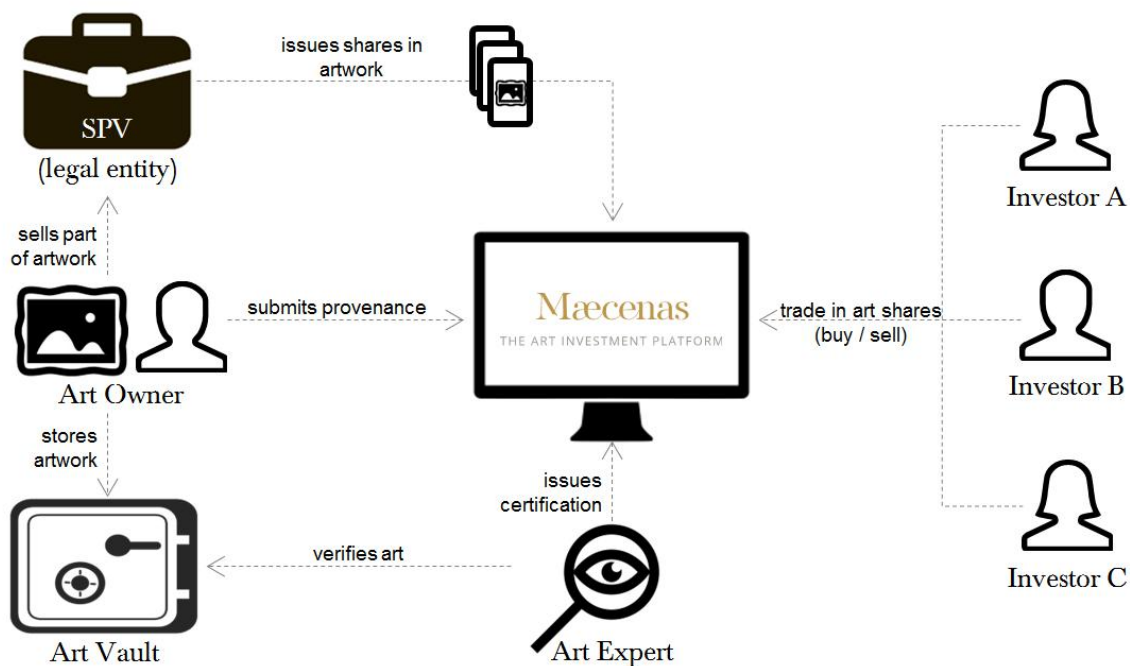 issues shares in
artwork
SPV
(legal entity)
Investor A
sells part
of artwork
submits provenance
Mæcenas
THE ART INVESTMENT PLATFORM
trade in art shares
(buy / sell)
Art Owner
Investor B
stores
artwork
issues
certification
verifies art
Investor C
Art Vault
Art Expert